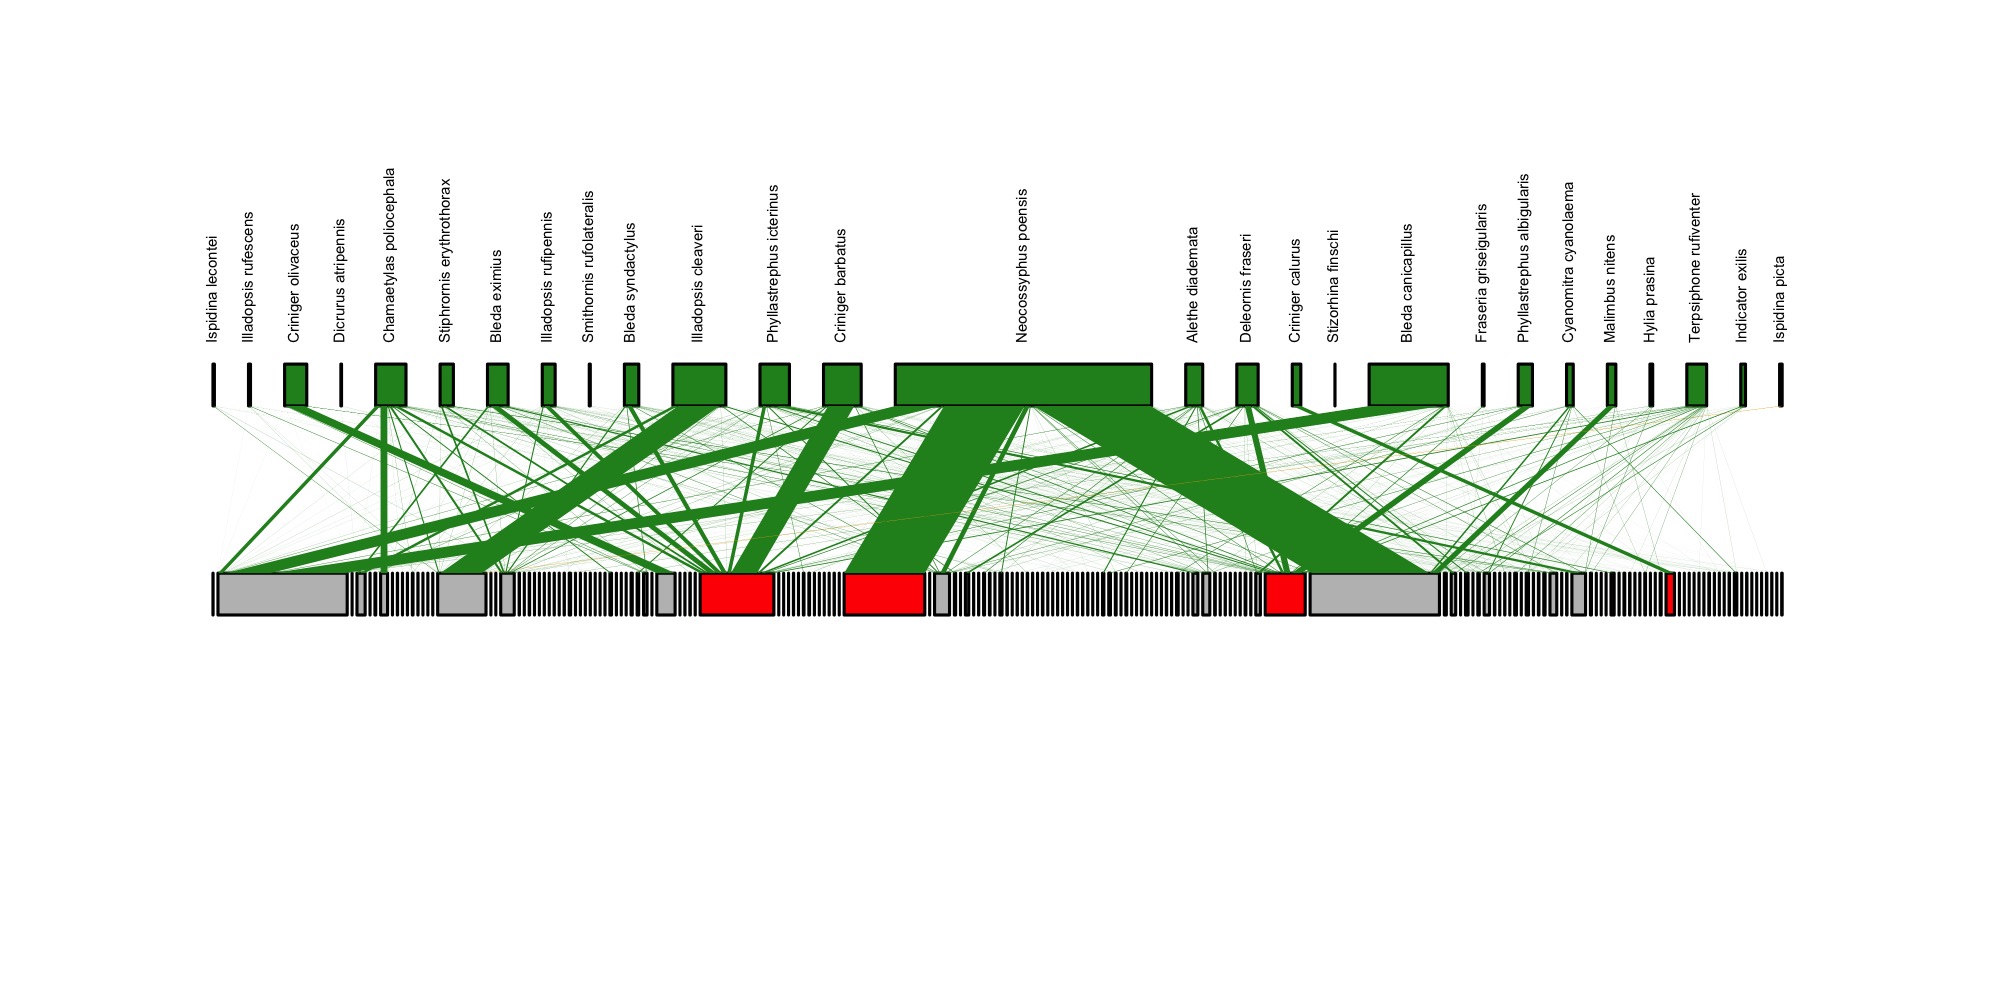 Ispidina lecontei
Illadopsis rufescens
Criniger olivaceus
Dicrurus atripennis
Chamaetylas poliocephala
Stiphrornis erythrothorax
Bleda eximius
Illadopsis rufipennis
Smithornis rufolateralis
Bleda syndactylus
Illadopsis cleaveri
Phyllastrephus icterinus
Criniger barbatus
Neocossyphus poensis
Alethe diademata
Deleornis fraseri
Criniger calurus
Stizorhina finschi
Bleda canicapillus
Fraseria griseigularis
Phyllastrephus albigularis
Cyanomitra cyanolaema
Malimbus nitens
Hylia prasina
Terpsiphone rufiventer
Indicator exilis
Ispidina picta